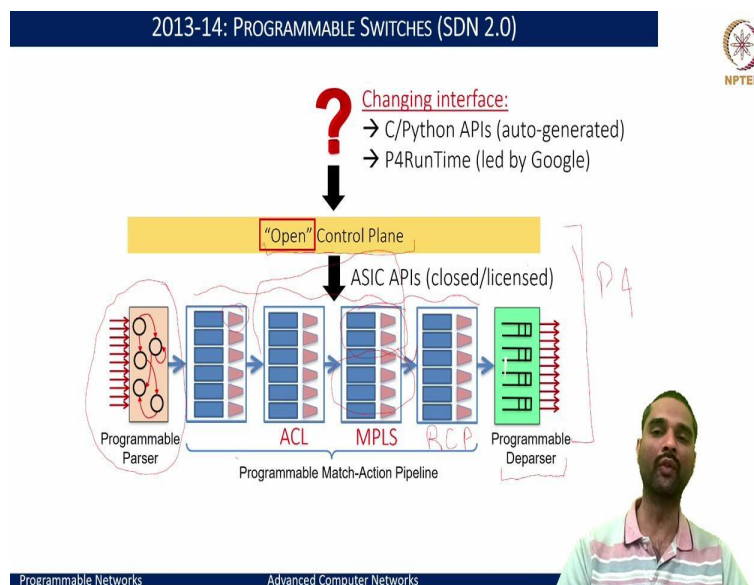 2013-14: PROGRAMMABLE SWITCHES (SDN 2.0)
NPTEL
?
Changing interface:
→ C/Python APIs (auto-generated)
→ P4RunTime (led by Google)
"Open" Control Plane
ASIC APIs (closed/licensed)
P4
Programmable
Parser
ACL
MPLS
RCP
Programmable
Deparser
Programmable Match-Action Pipeline
Programmable Networks
Advanced Computer Networks